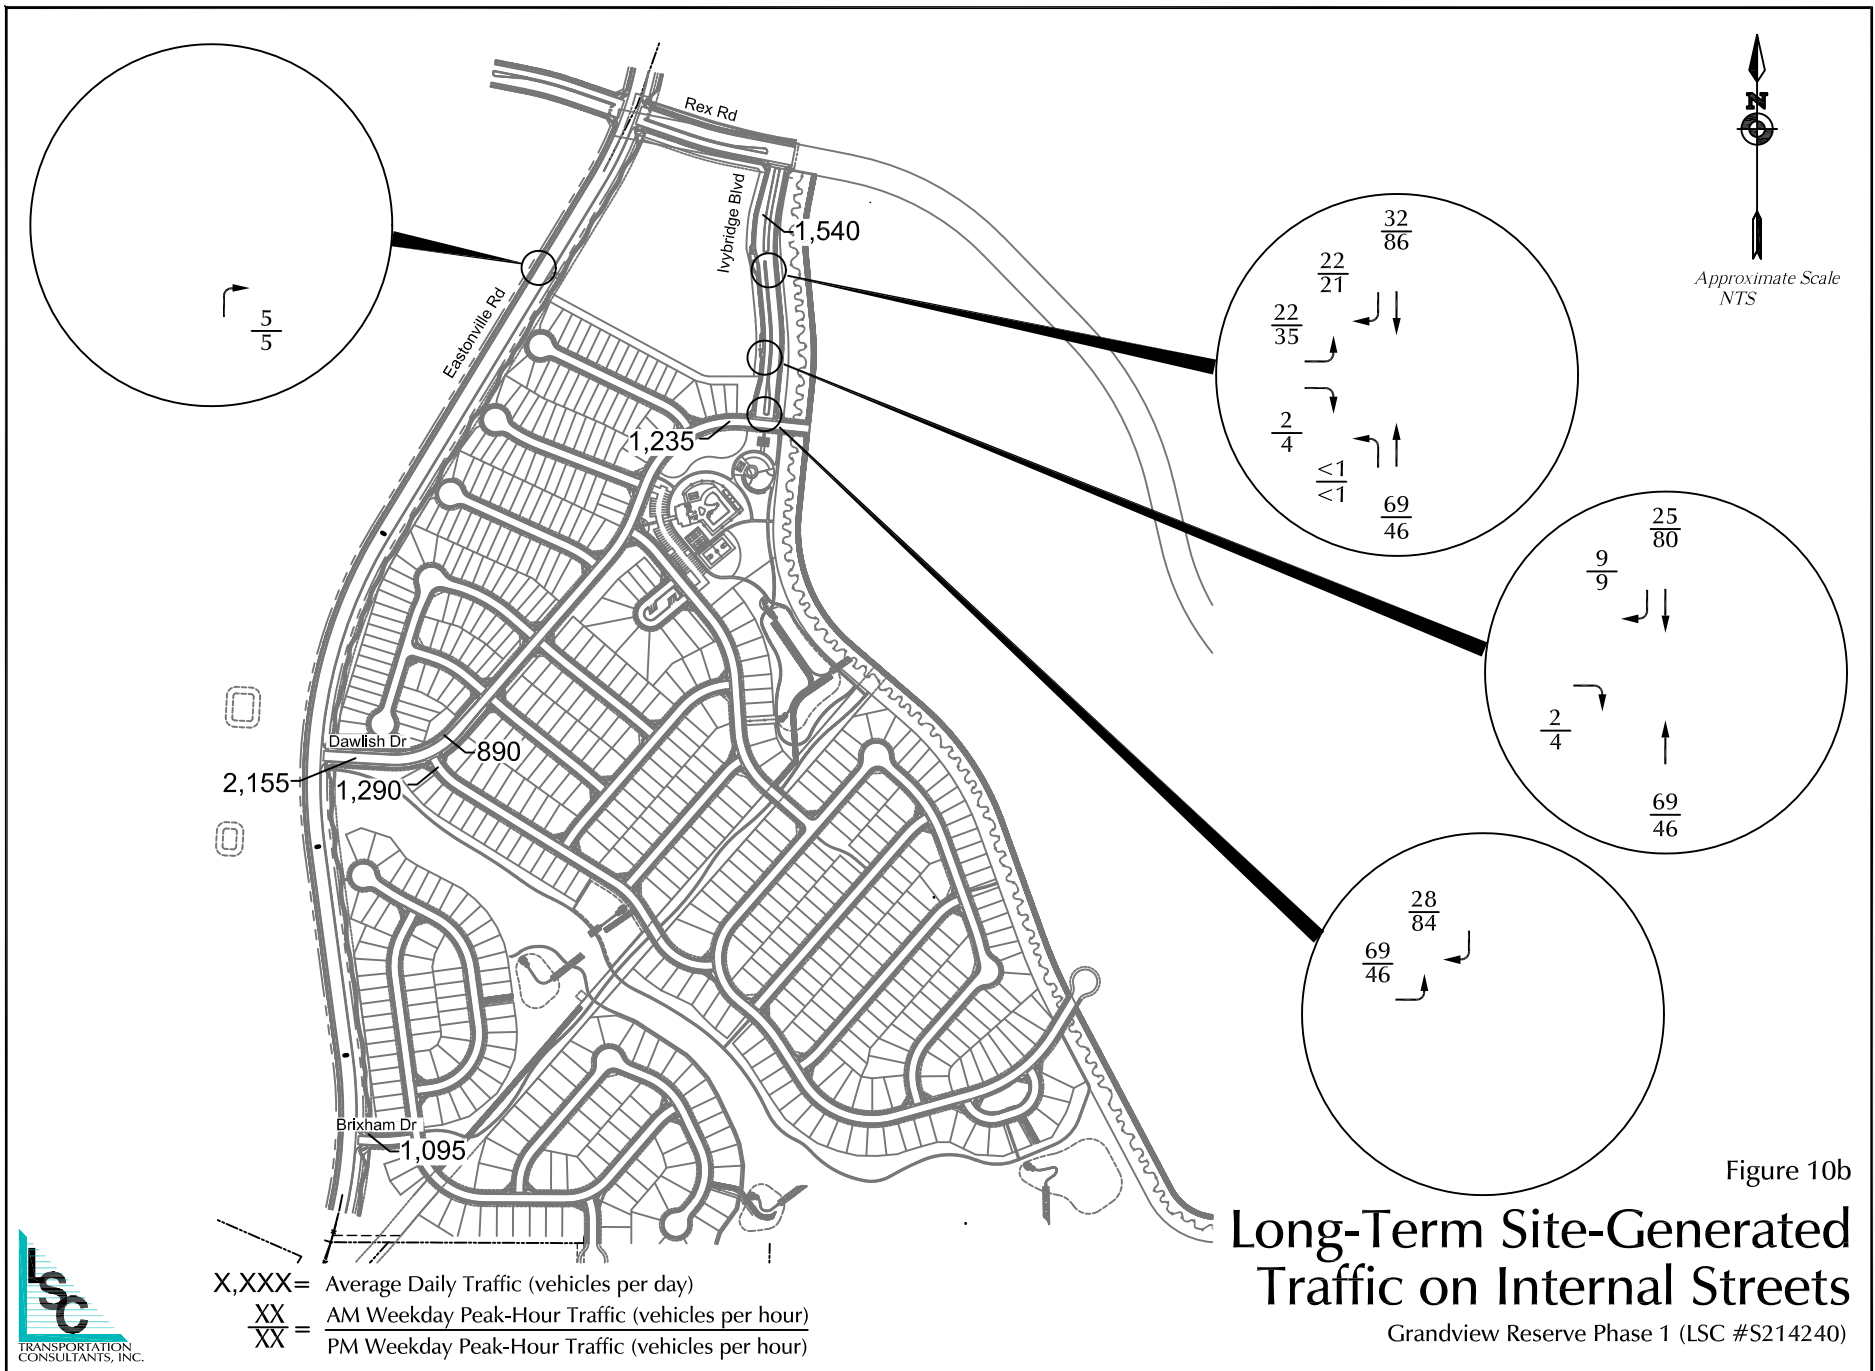 Rex Rd
N
Ivybridge Blvd
1,540
Approximate Scale
NTS
32
86
22
21
22
35
2
4
<1
<1
69
46
5
5
Eastonville Rd
1,235
25
80
9
9
2
4
69
46
Dawlish Dr
890
2,155
1,290
28
84
69
46
Brixham Dr
1,095
Figure 10b
Long-Term Site-Generated
Traffic on Internal Streets
Grandview Reserve Phase 1 (LSC #S214240)
X,XXX= Average Daily Traffic (vehicles per day)
XX = AM Weekday Peak-Hour Traffic (vehicles per hour)
XX PM Weekday Peak-Hour Traffic (vehicles per hour)
LSC
TRANSPORTATION
CONSULTANTS, INC.